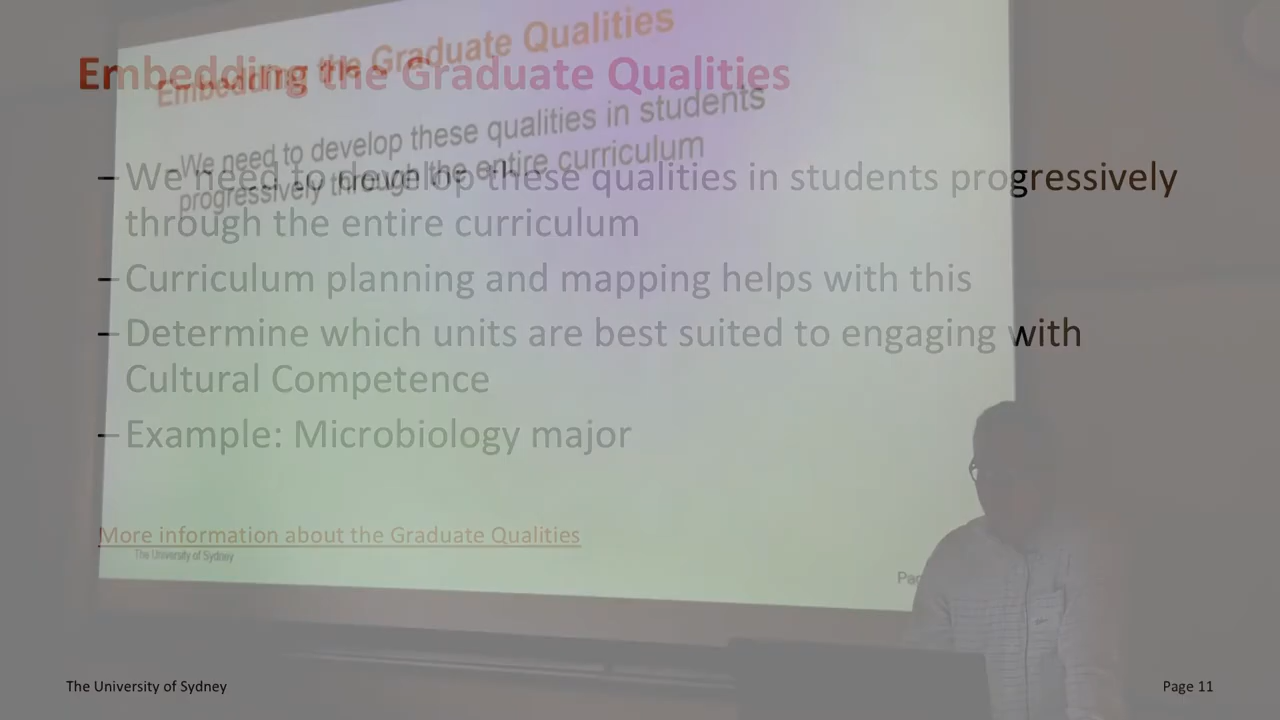 Embedding the Graduate Qualities
– We need to develop these qualities in students progressively
through the entire curriculum
– Curriculum planning and mapping helps with this
– Determine which units are best suited to engaging with
Cultural Competence
– Example: Microbiology major
More information about the Graduate Qualities
The University of Sydney
Page 11
Embedding the Graduate Qualities
– We need to develop these qualities in students
progressively through the entire curriculum
The University of Sydney